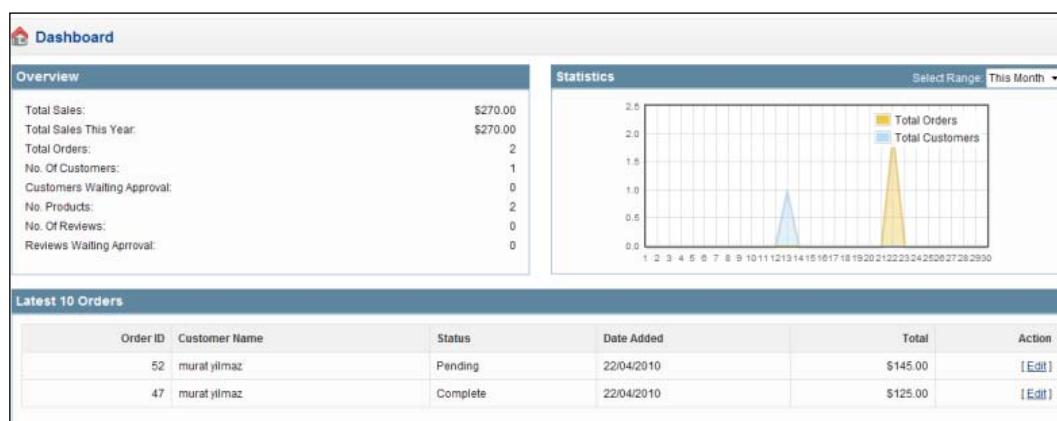 Dashboard
Overview
Total Sales: $270.00
Total Sales This Year: $270.00
Total Orders: 2
No. Of Customers: 1
Customers Waiting Approval: 0
No. Products: 2
No. Of Reviews: 0
Reviews Waiting Aprroval: 0
Statistics Select Range: This Month
2.5
2.0
1.5
1.0
0.5
0.0
Total Orders
Total Customers
1 2 3 4 5 6 7 8 9 10 11 12 13 14 15 16 17 18 19 20 21 22 23 24 25 26 27 28 29 30
Latest 10 Orders
Order ID Customer Name Status Date Added Total Action
52 murat yilmaz Pending 22/04/2010 $145.00 [ Edit ]
47 murat yilmaz Complete 22/04/2010 $125.00 [ Edit ]